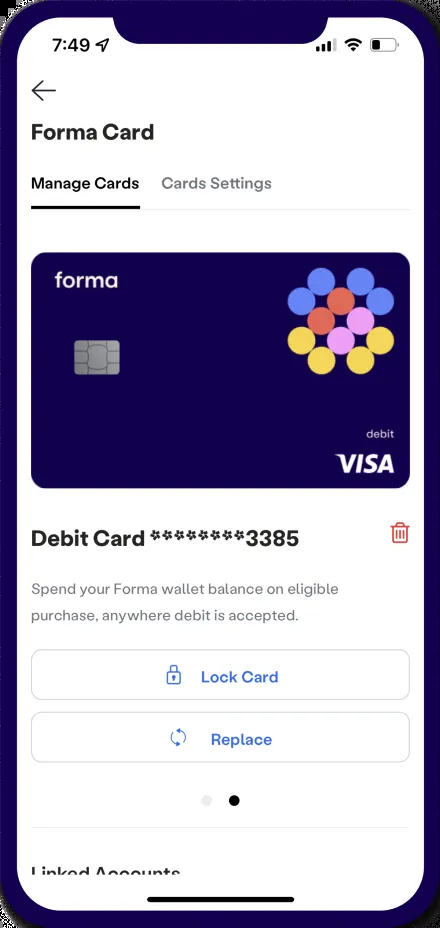 7:49
Forma Card
Manage Cards Cards Settings
forma
debit
VISA
Debit Card ********3385
Spend your Forma wallet balance on eligible
purchase, anywhere debit is accepted.
Lock Card
Replace
Linked Accounts